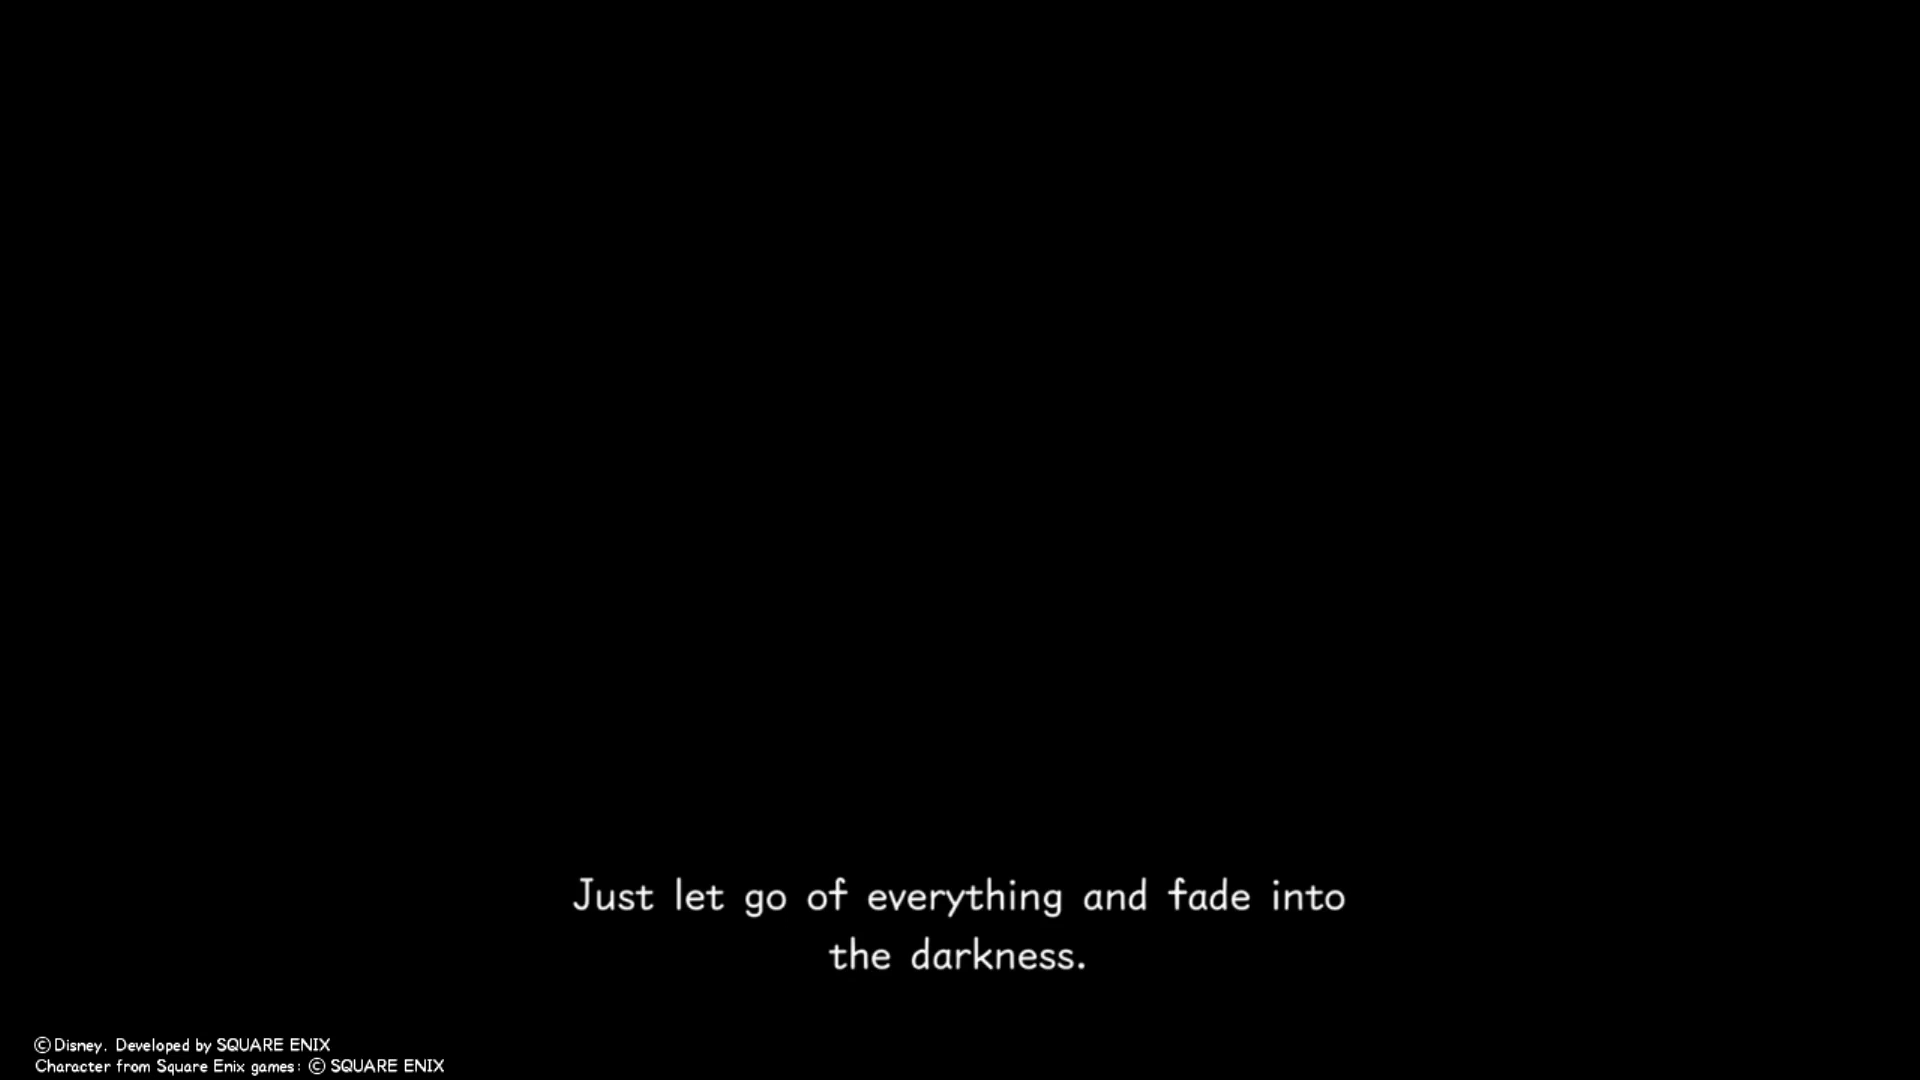 Just let go of everything and fade into
the darkness.
©Disney. Developed by SQUARE ENIX
Character from Square Enix games: © SQUARE ENIX